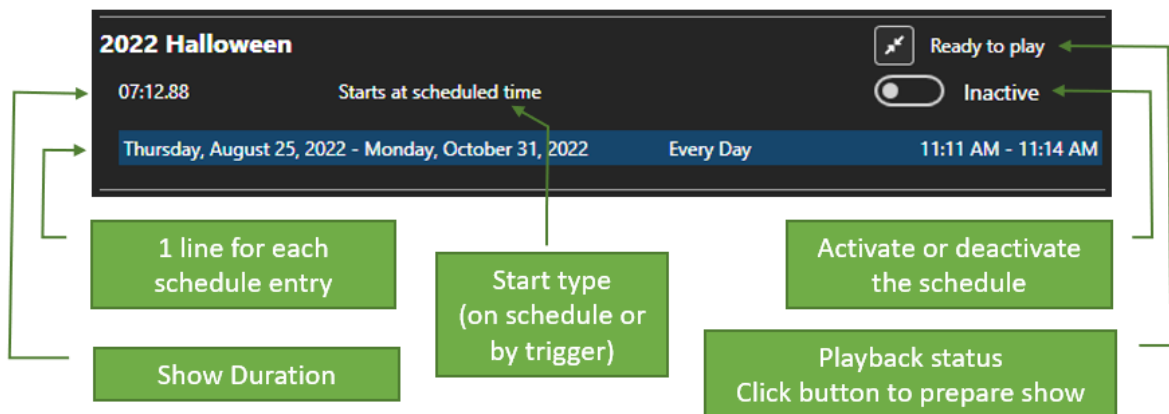 2022 Halloween
Ready to play
07:12.88 Starts at scheduled time
Inactive
Thursday, August 25, 2022 - Monday, October 31, 2022 Every Day 11:11 AM - 11:14 AM
1 line for each
schedule entry
Start type
(on schedule or
by trigger)
Activate or deactivate
the schedule
Show Duration
Playback status
Click button to prepare show